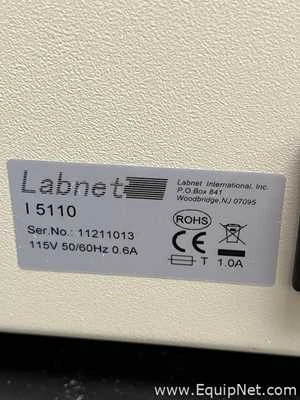 Labnet
Labnet International, Inc.
P.O.Box 841
Woodbridge,NJ 07095
I 5110
Ser.No.: 11211013
115V 50/60Hz 0.6A
ROHS
CE
T 1.0A
www.EquipNet.com